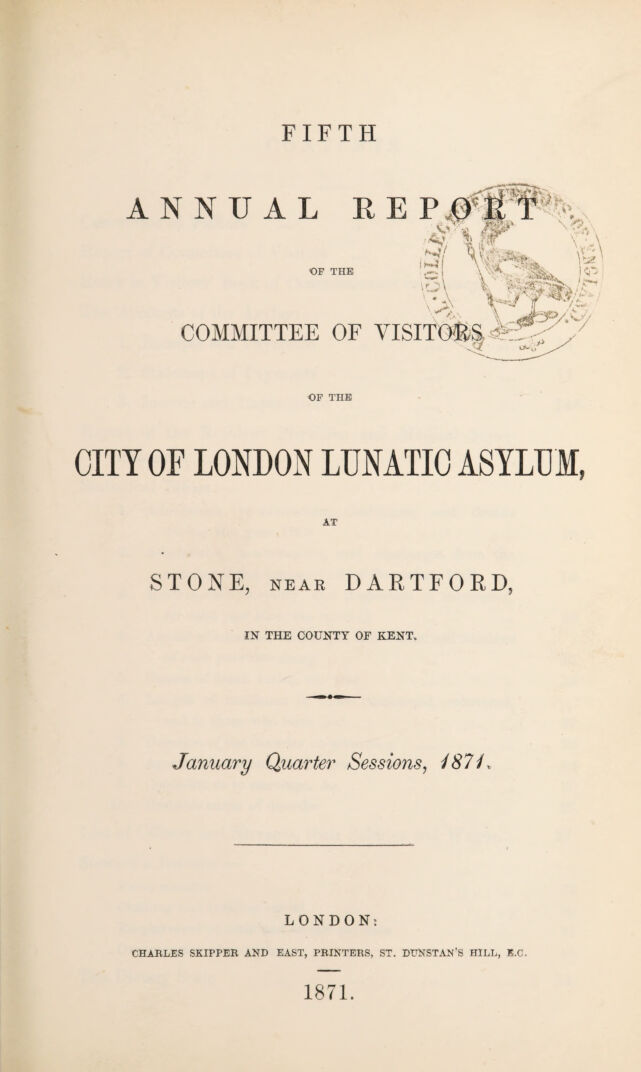 FIFTH
ANNUAL REPORT
OF THE
COMMITTEE OF VISITORS
OF THE
CITY OF LONDON LUNATIC ASYLUM,
AT
STONE, NEAR DARTFORD,
IN THE COUNTY OF KENT.
January Quarter Sessions, 1871.
LONDON:
CHARLES SKIPPER AND EAST, PRINTERS, ST. DUNSTAN'S HILL, E.C.
1871.
OF ENGLAND.